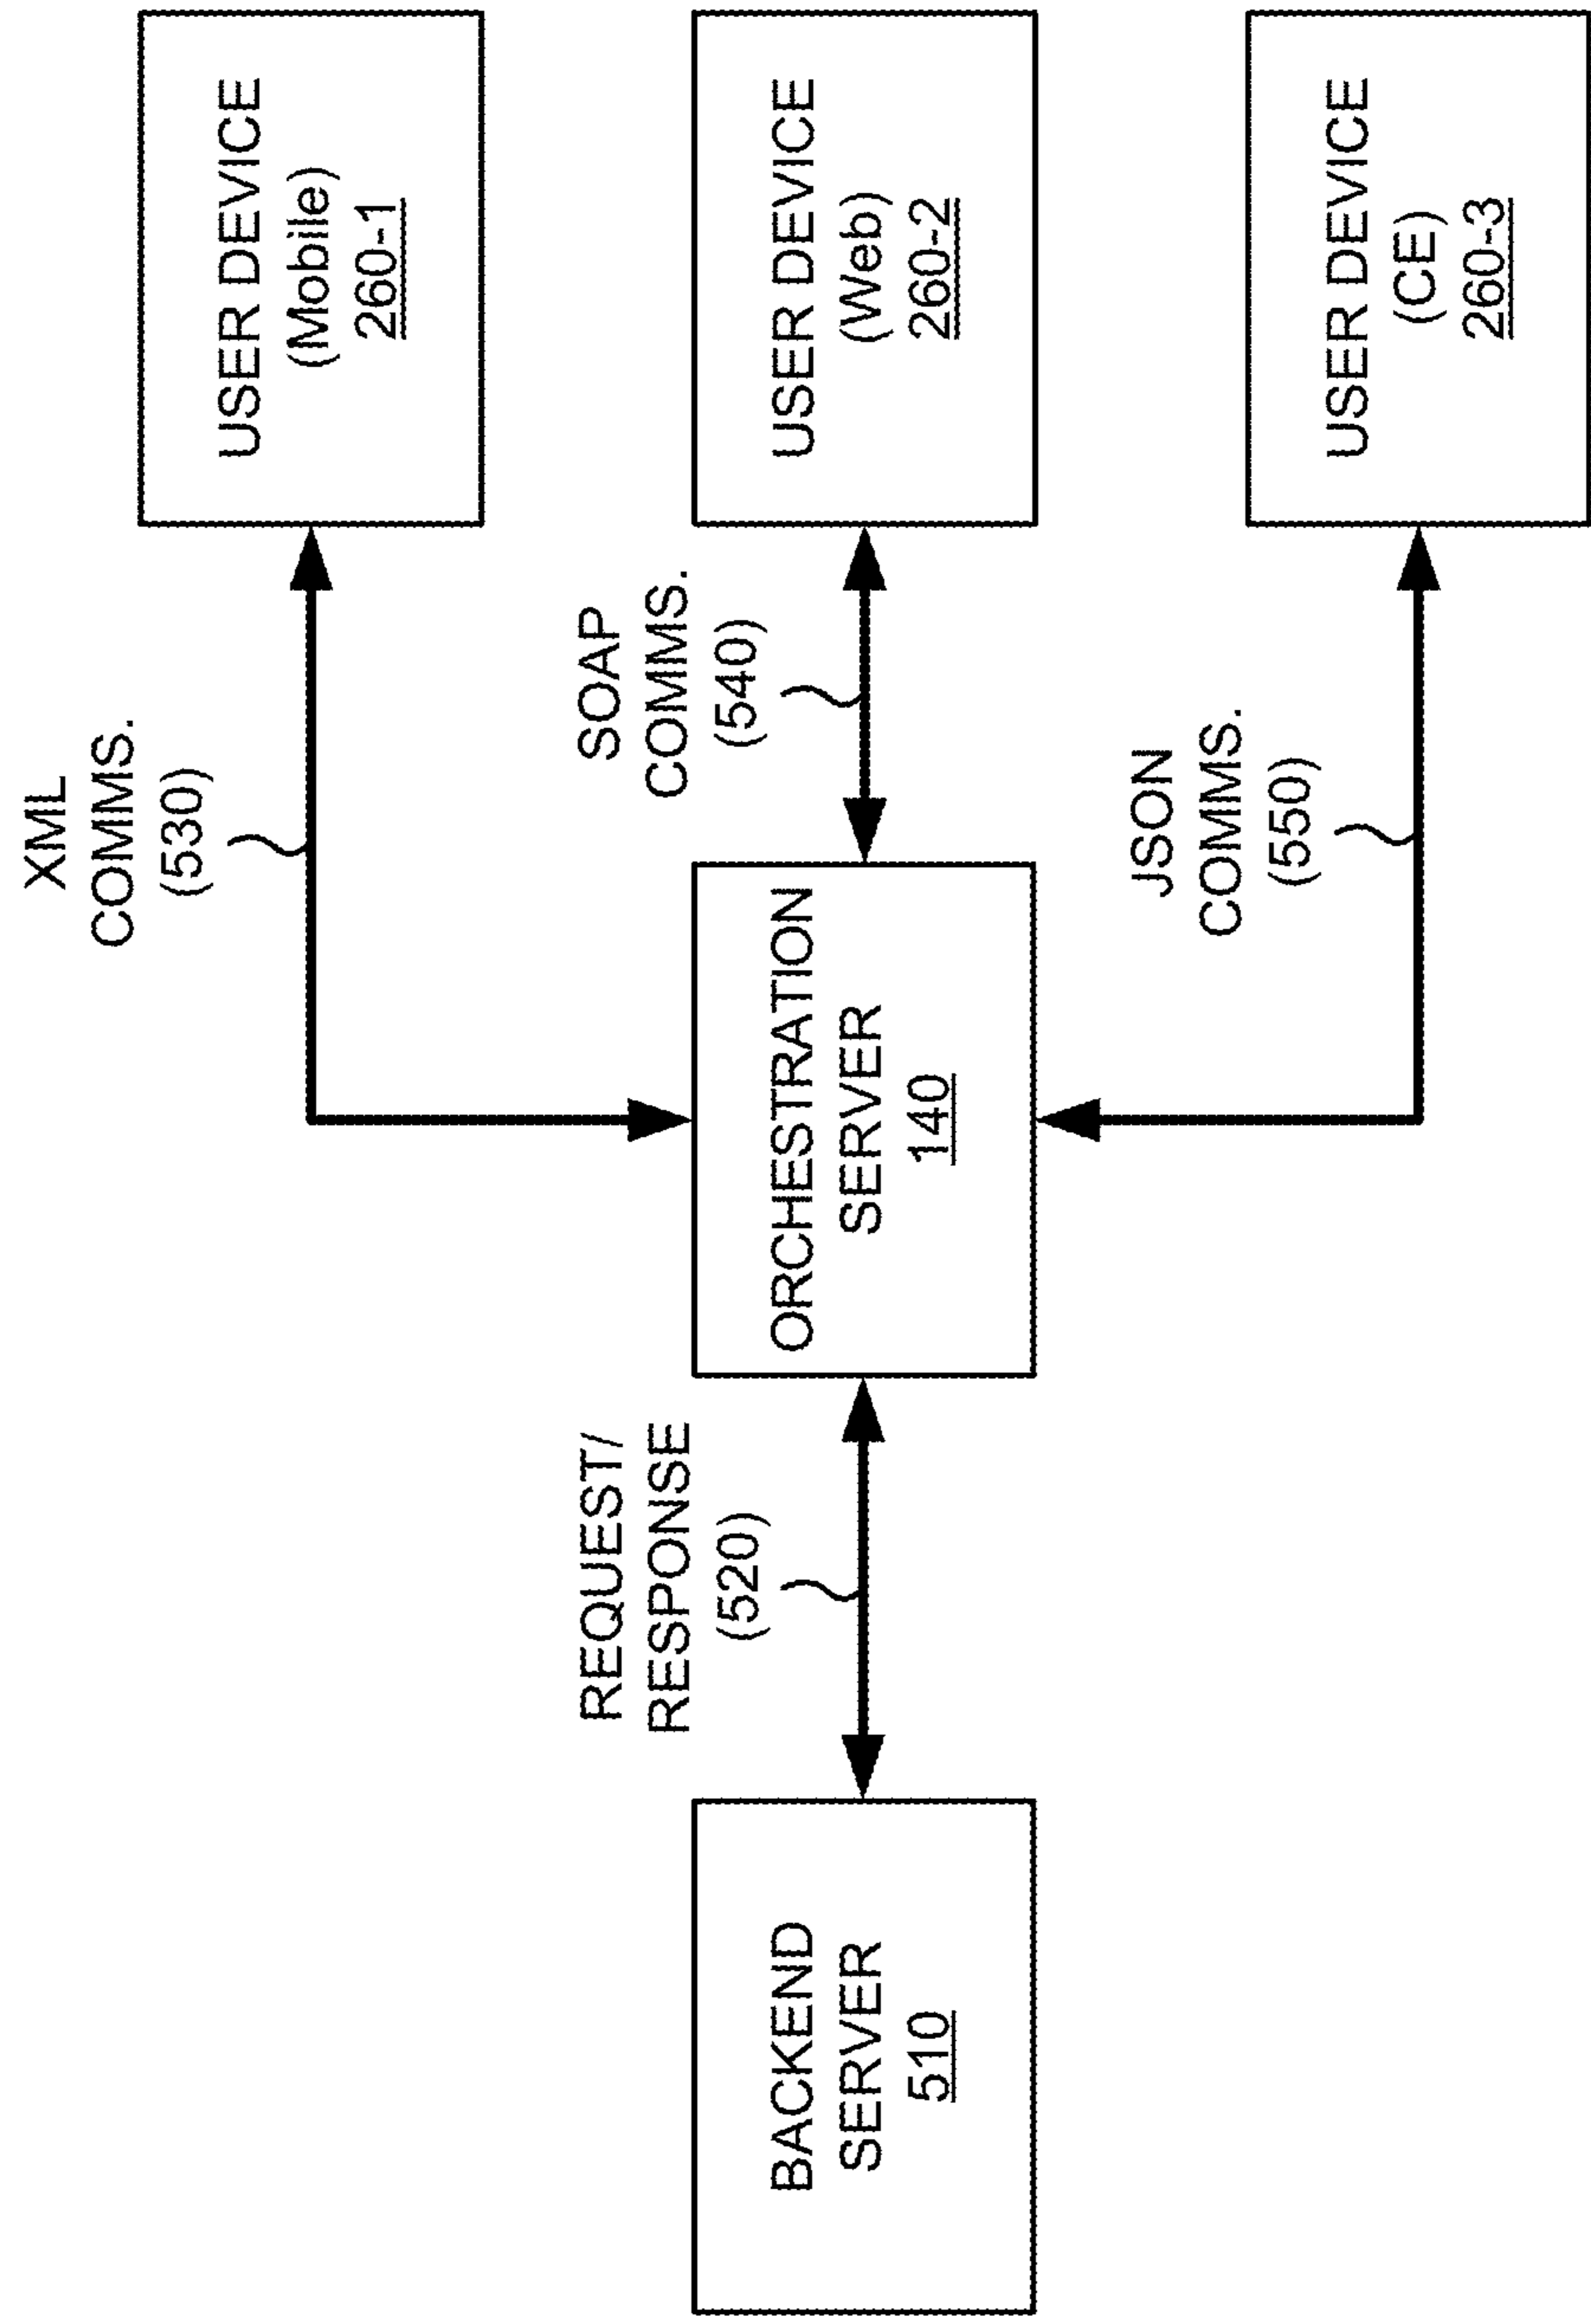 XML
COMMS.
(530)
USER DEVICE
(Mobile)
260-1
REQUEST/
RESPONSE
(520)
SOAP
COMMS.
(540)
BACKEND
SERVER
510
ORCHESTRATION
SERVER
140
USER DEVICE
(Web)
260-2
JSON
COMMS.
(550)
USER DEVICE
(CE)
260-3